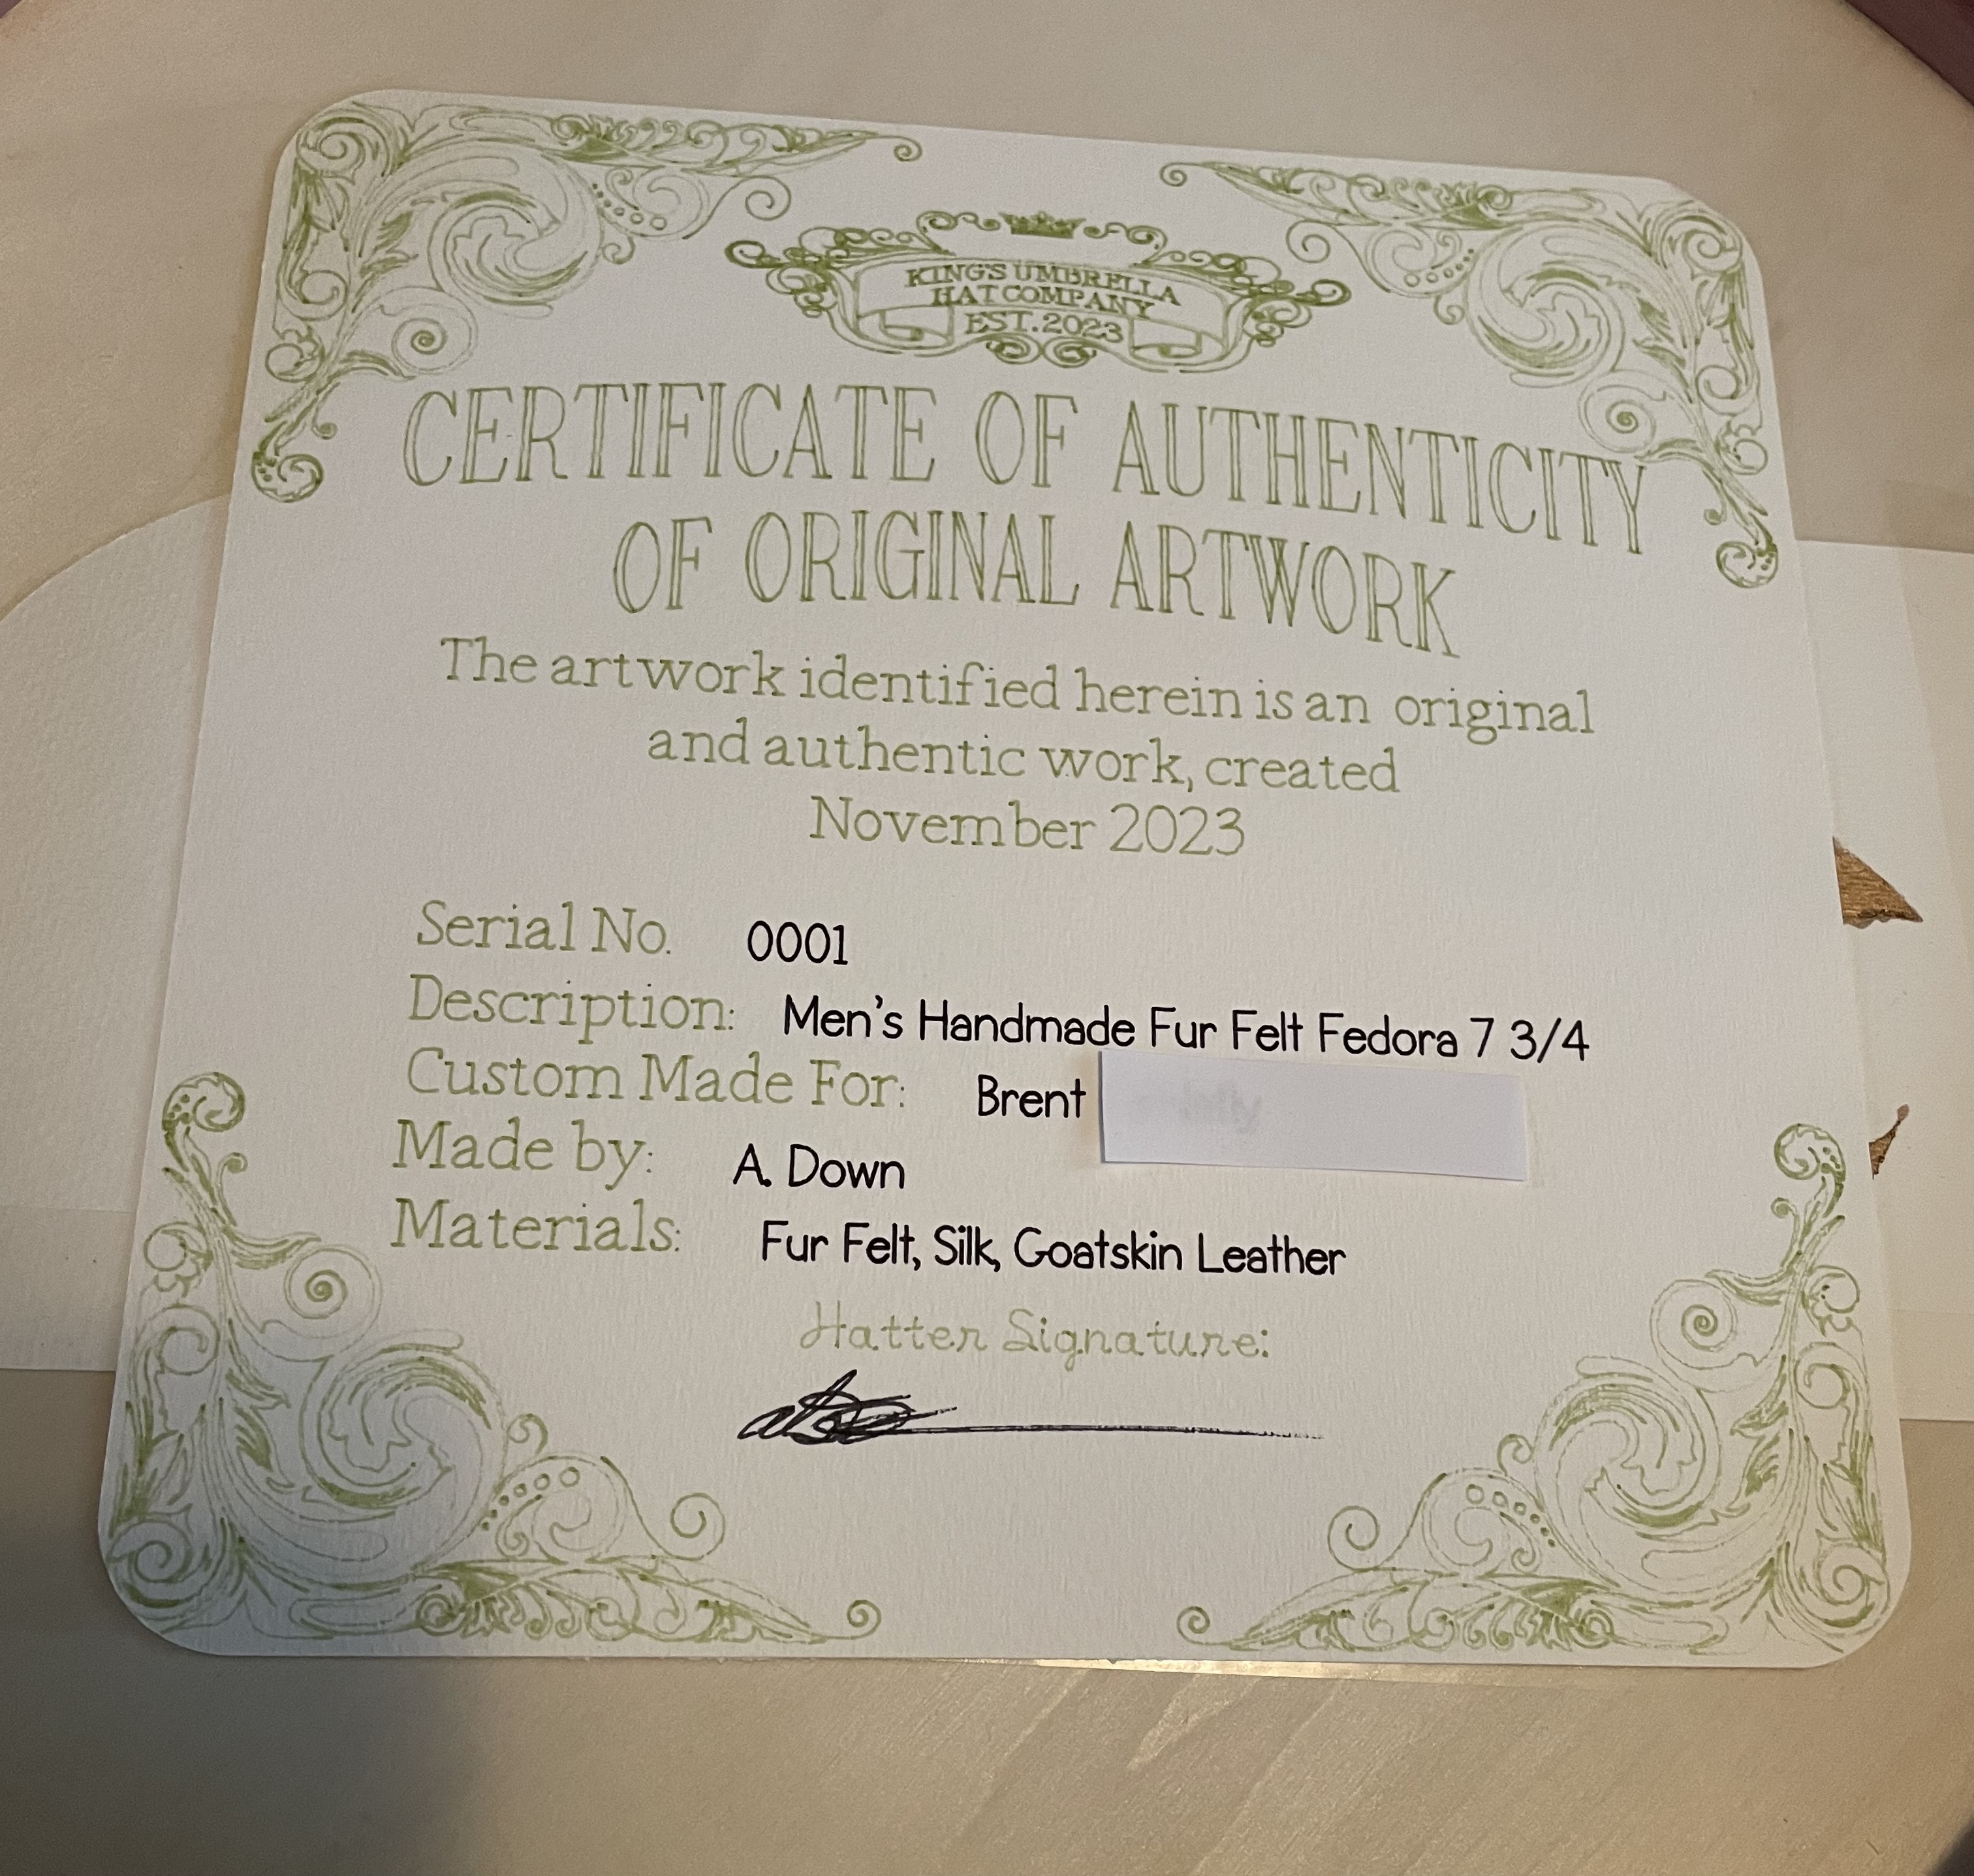 KING'S UMBRELLA
HAT COMPANY
EST. 2023
CERTIFICATE OF AUTHENTICITY
OF ORIGINAL ARTWORK
The artwork identified herein is an original
and authentic work, created
November 2023
Serial No. 0001
Description: Men's Handmade Fur Felt Fedora 7 3/4
Custom Made For: Brent
Made by: A. Down
Materials: Fur Felt, Silk, Goatskin Leather
Hatter Signature: